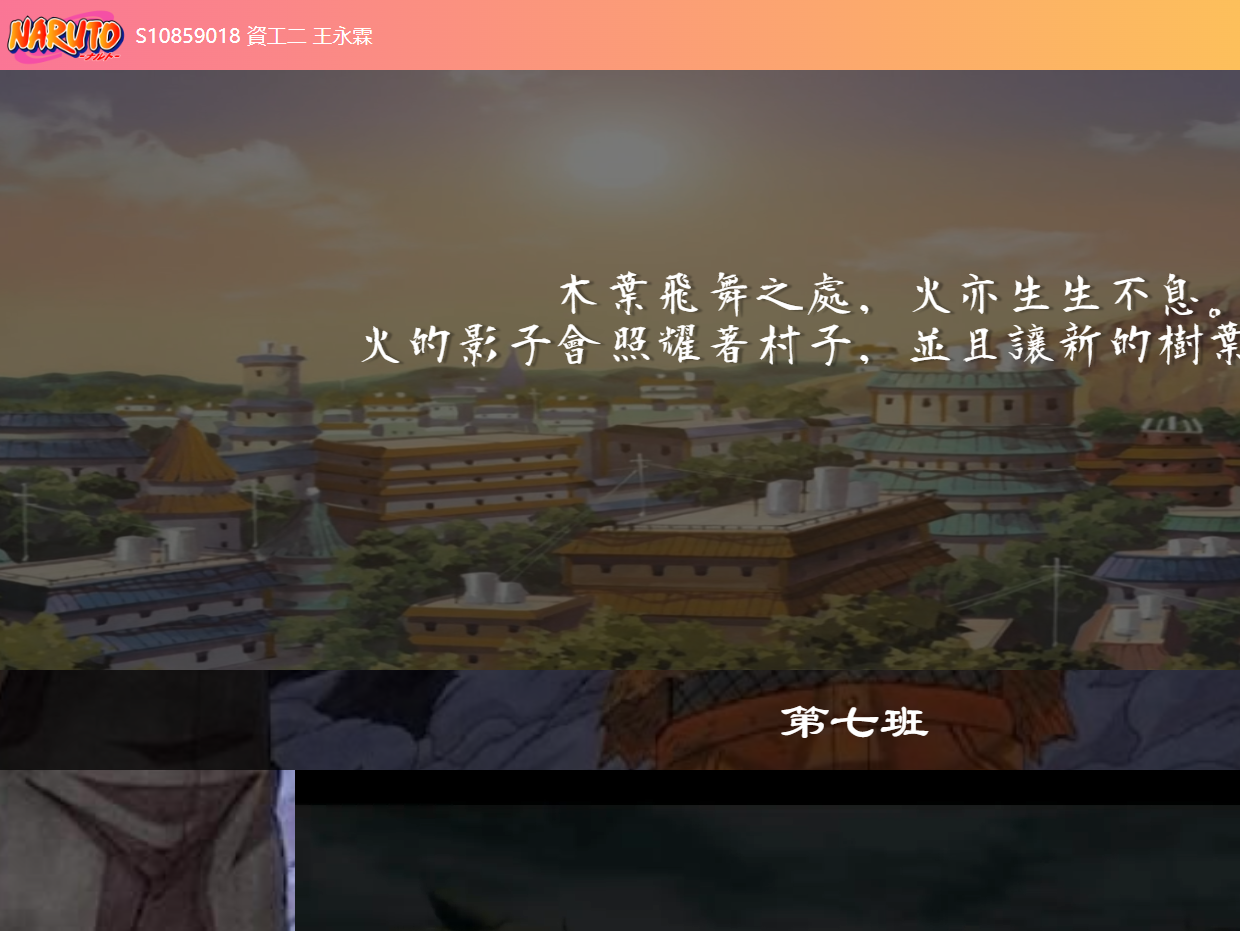 NARUTO
-ナルト-
S10859018 資工二 王永霖
木葉飛舞之處，火亦生生不息。
火的影子會照耀著村子，並且讓新的樹葉
第七班